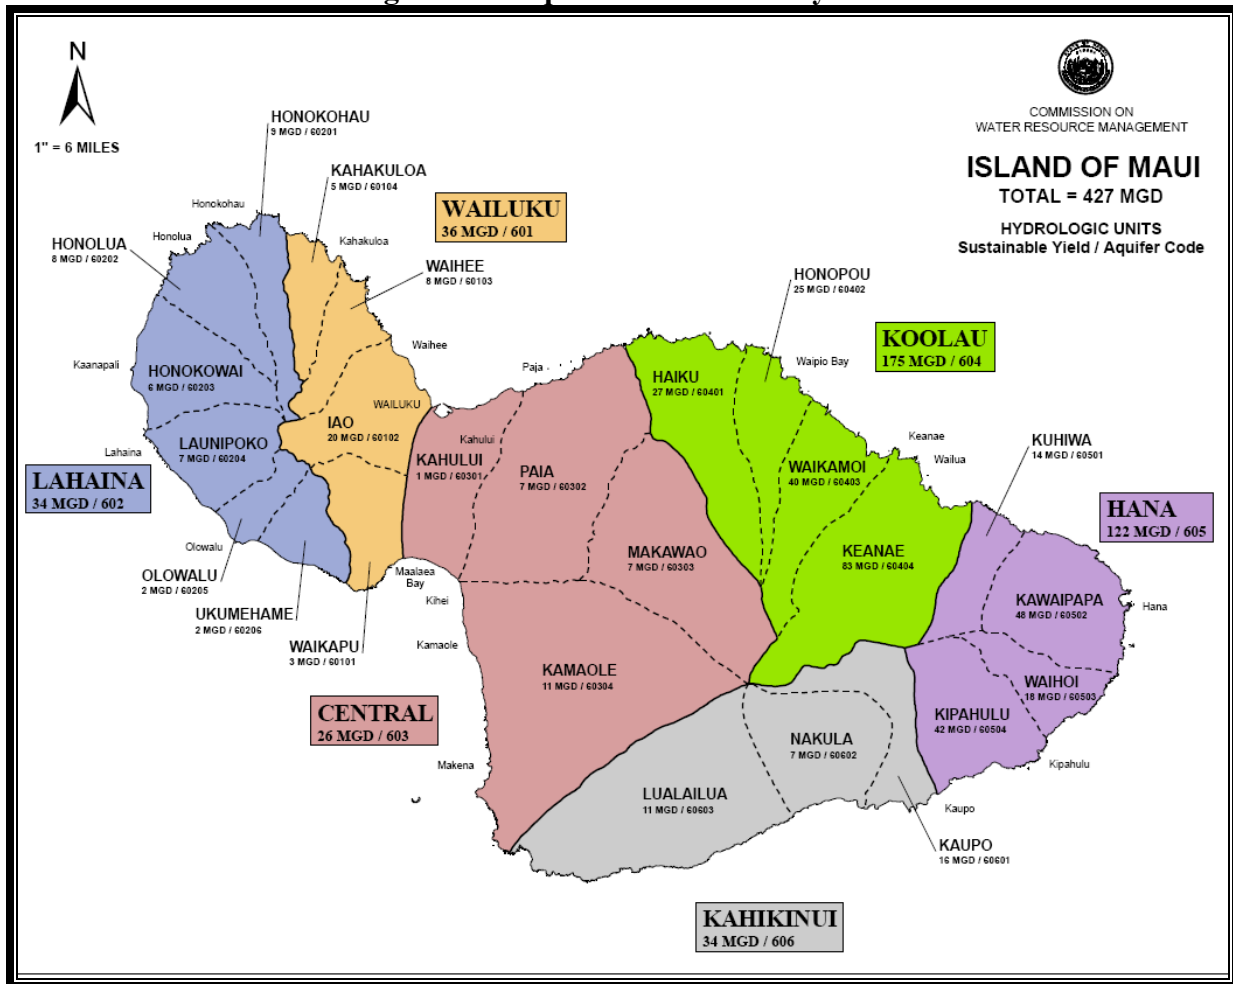 N
1" = 6 MILES
COMMISSION ON
WATER RESOURCE MANAGEMENT
ISLAND OF MAUI
TOTAL = 427 MGD
HYDROLOGIC UNITS
Sustainable Yield / Aquifer Code
HONOKOHAU
9 MGD / 60201
KAHAKULOA
5 MGD / 60104
WAILUKU
36 MGD / 601
Honokohau
Honolua
Kahakuloa
HONOLUA
8 MGD / 60202
WAIHEE
8 MGD / 60103
HONOPOU
25 MGD / 60402
KOOLAU
175 MGD / 604
Waihee
Waipio Bay
Kaanapali
HONOKOWAI
6 MGD / 60203
Paja
HAIKU
27 MGD / 60401
WAILUKU
IAO
20 MGD / 60102
Lahaina
LAUNIPOKO
7 MGD / 60204
Kahului
KAHULUI
1 MGD / 60301
PAIA
7 MGD / 60302
WAIKAMOI
40 MGD / 60403
Keanae
Wailua
KUHIWA
14 MGD / 60501
LAHAINA
34 MGD / 602
HANA
122 MGD / 605
Olowalu
OLOWALU
2 MGD / 60205
UKUMEHAME
2 MGD / 60206
WAIKAPU
3 MGD / 60101
Maalaea
Bay
Kihei
Kamaole
MAKAWAO
7 MGD / 60303
KEANAE
83 MGD / 60404
KAWAIPAPA
48 MGD / 60502
Hana
KAMAOLE
11 MGD / 60304
WAIHOI
18 MGD / 60503
KIPAHULU
42 MGD / 60504
CENTRAL
26 MGD / 603
NAKULA
7 MGD / 60602
Kipahulu
Makena
LUALAILUA
11 MGD / 60603
Kaupo
KAUPO
16 MGD / 60601
KAHIKINUI
34 MGD / 606